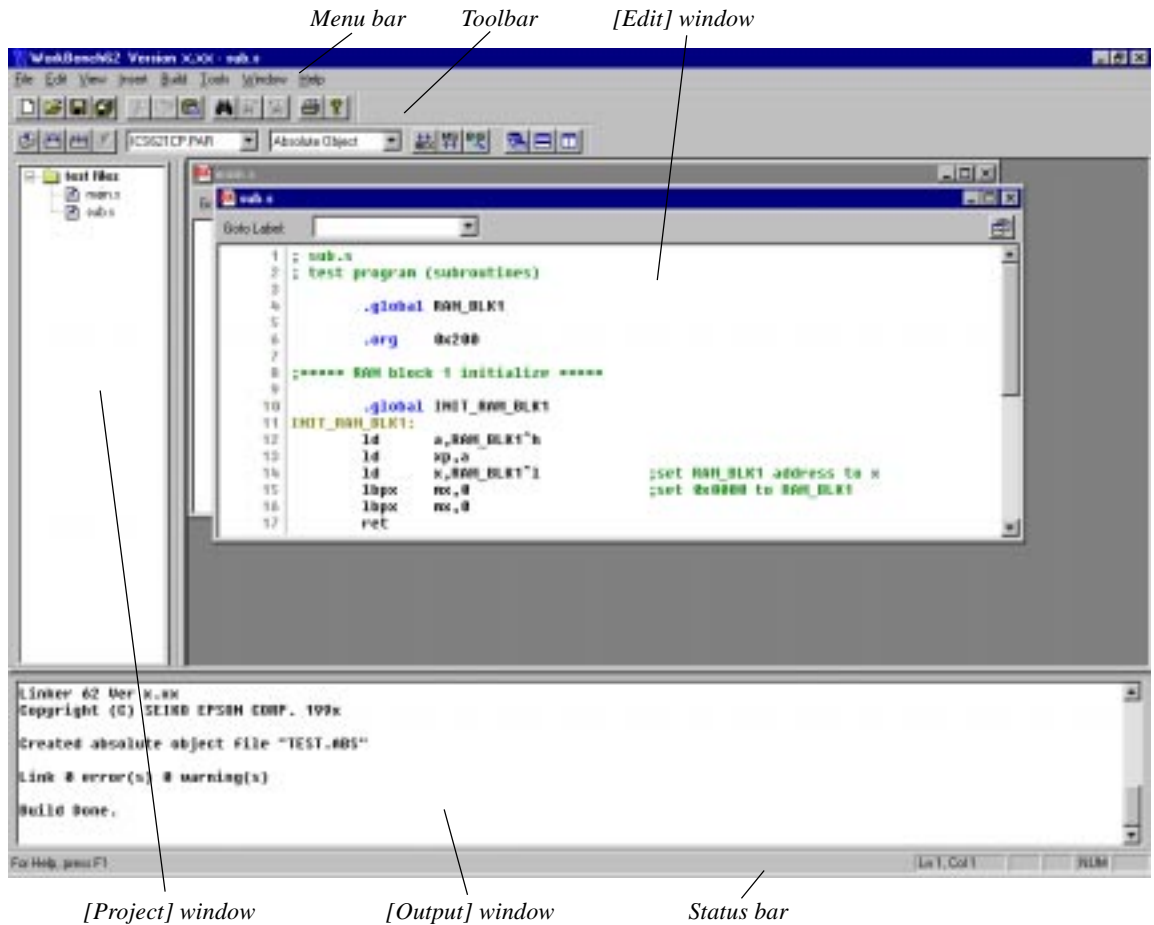 Menu bar Toolbar [Edit] window
WorkBench62 Version x.xx - sub.s
File Edit View Insert Build Tools Window Help
Absolute Object
test files
main.s
sub.s
main.s
sub.s
Goto Label:
1 ; sub.s
2 ; test program (subroutines)
3
4 .global RAM_BLK1
5
6 .org 0x200
7
8 ;***** RAM block 1 initialize *****
9
10 .global INIT_RAM_BLK1
11 INIT_RAM_BLK1:
12 ld a,RAM_BLK1^h
13 ld xp,a
14 ld x,RAM_BLK1^l ;set RAM_BLK1 address to x
15 lbpx mx,0 ;set 0x0000 to RAM_BLK1
16 lbpx mx,0
17 ret
Linker 62 Ver x.xx
Copyright (C) SEIKO EPSON CORP. 199x
Created absolute object file "TEST.ABS"
Link 0 error(s) 0 warning(s)
Build Done.
For Help, press F1 Ln 1, Col 1 NUM
[Project] window [Output] window Status bar